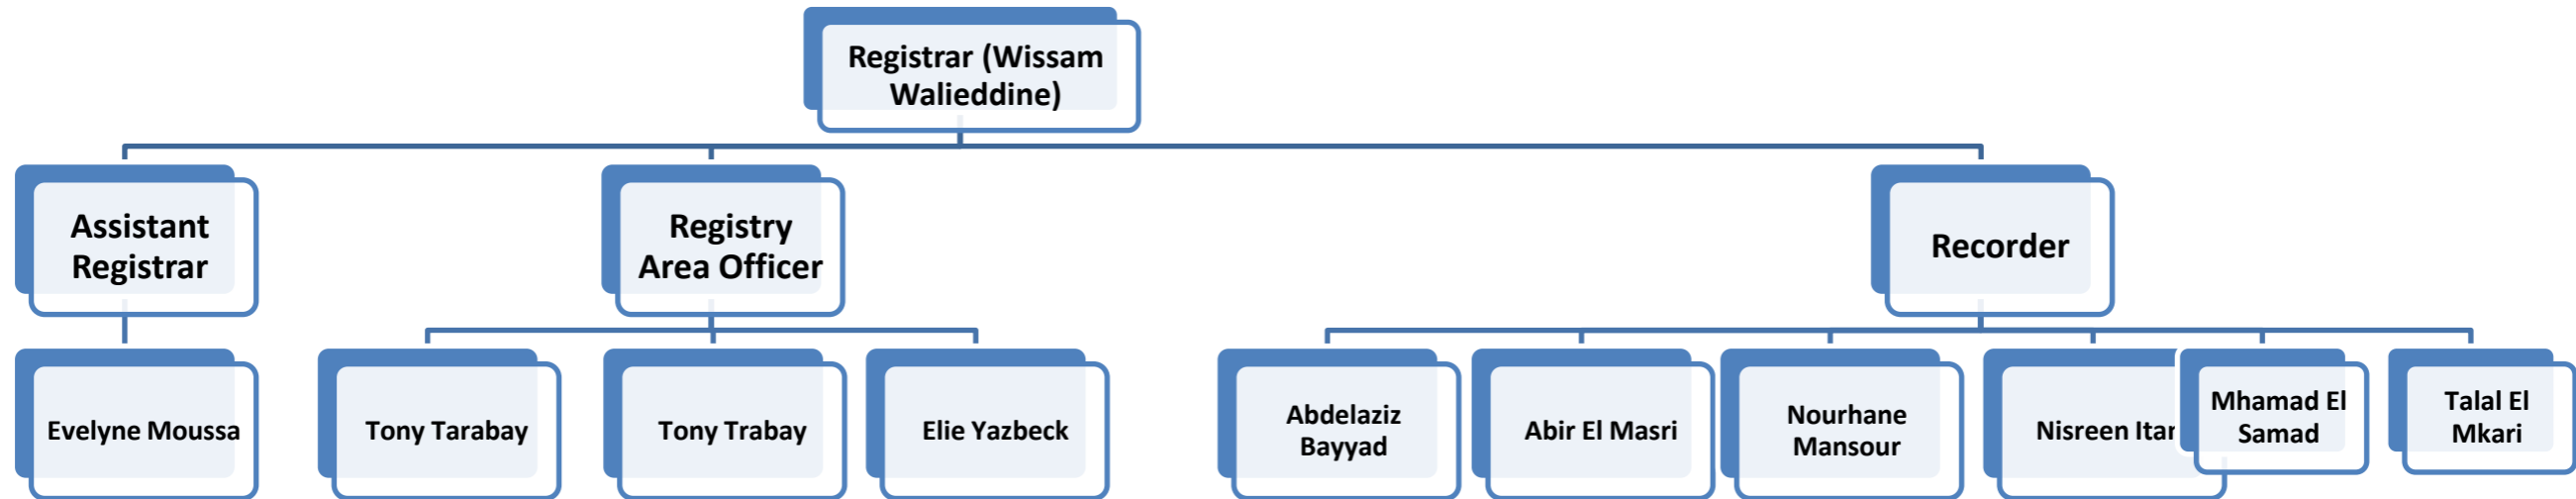 Registrar (Wissam
Walieddine)
Assistant
Registrar
Registry
Area Officer
Recorder
Evelyne Moussa
Tony Tarabay
Tony Trabay
Elie Yazbeck
Abdelaziz
Bayyad
Abir El Masri
Nourhane
Mansour
Nisreen Itar
Mhamad El
Samad
Talal El
Mkari